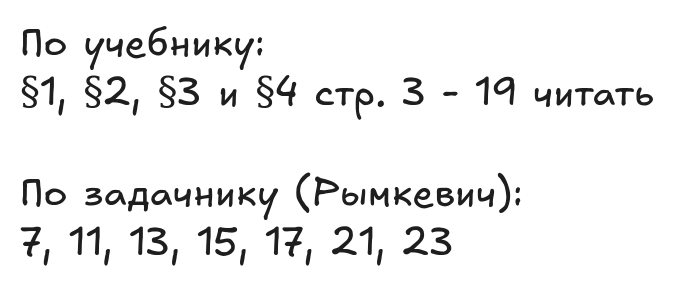 По учебнику:
§1, §2, §3 и §4 стр. 3 - 19 читать
По задачнику (Рымкевич):
7, 11, 13, 15, 17, 21, 23